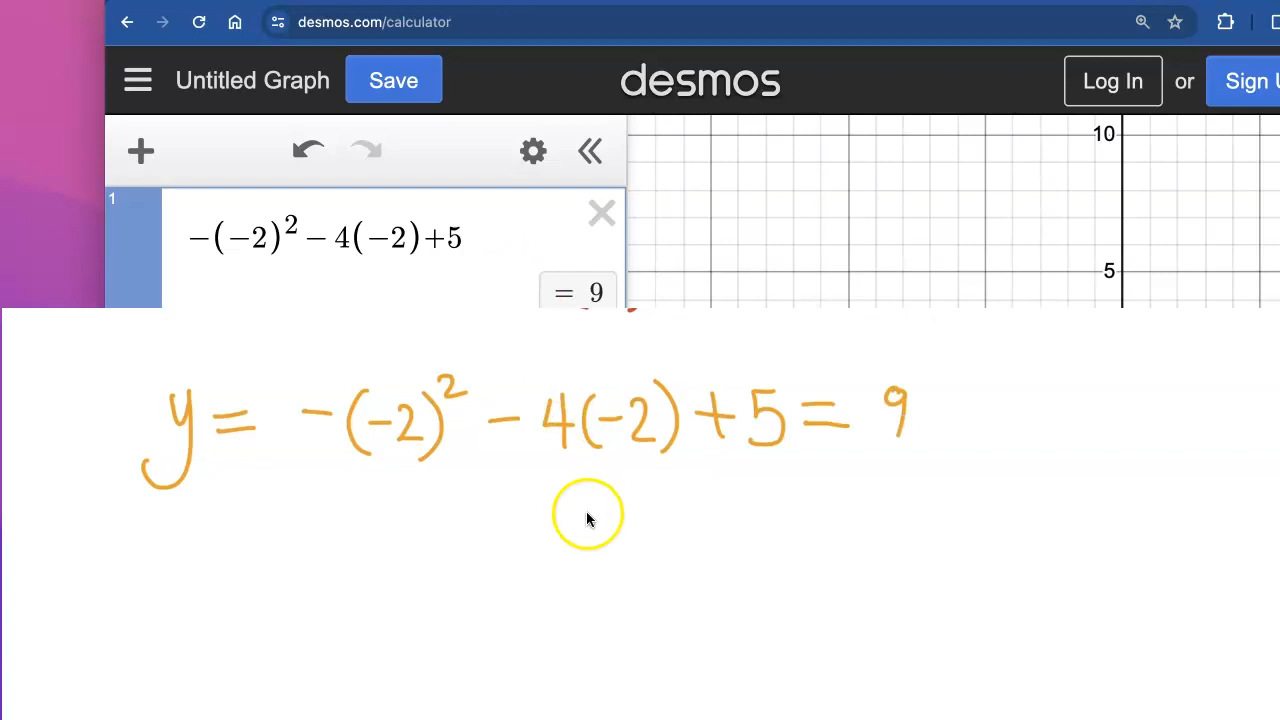 desmos.com/calculator
Untitled Graph Save desmos Log In or Sign U
10
1
-(-2)² - 4(-2)+5
5
= 9
y = -(-2)² - 4(-2) + 5 = 9